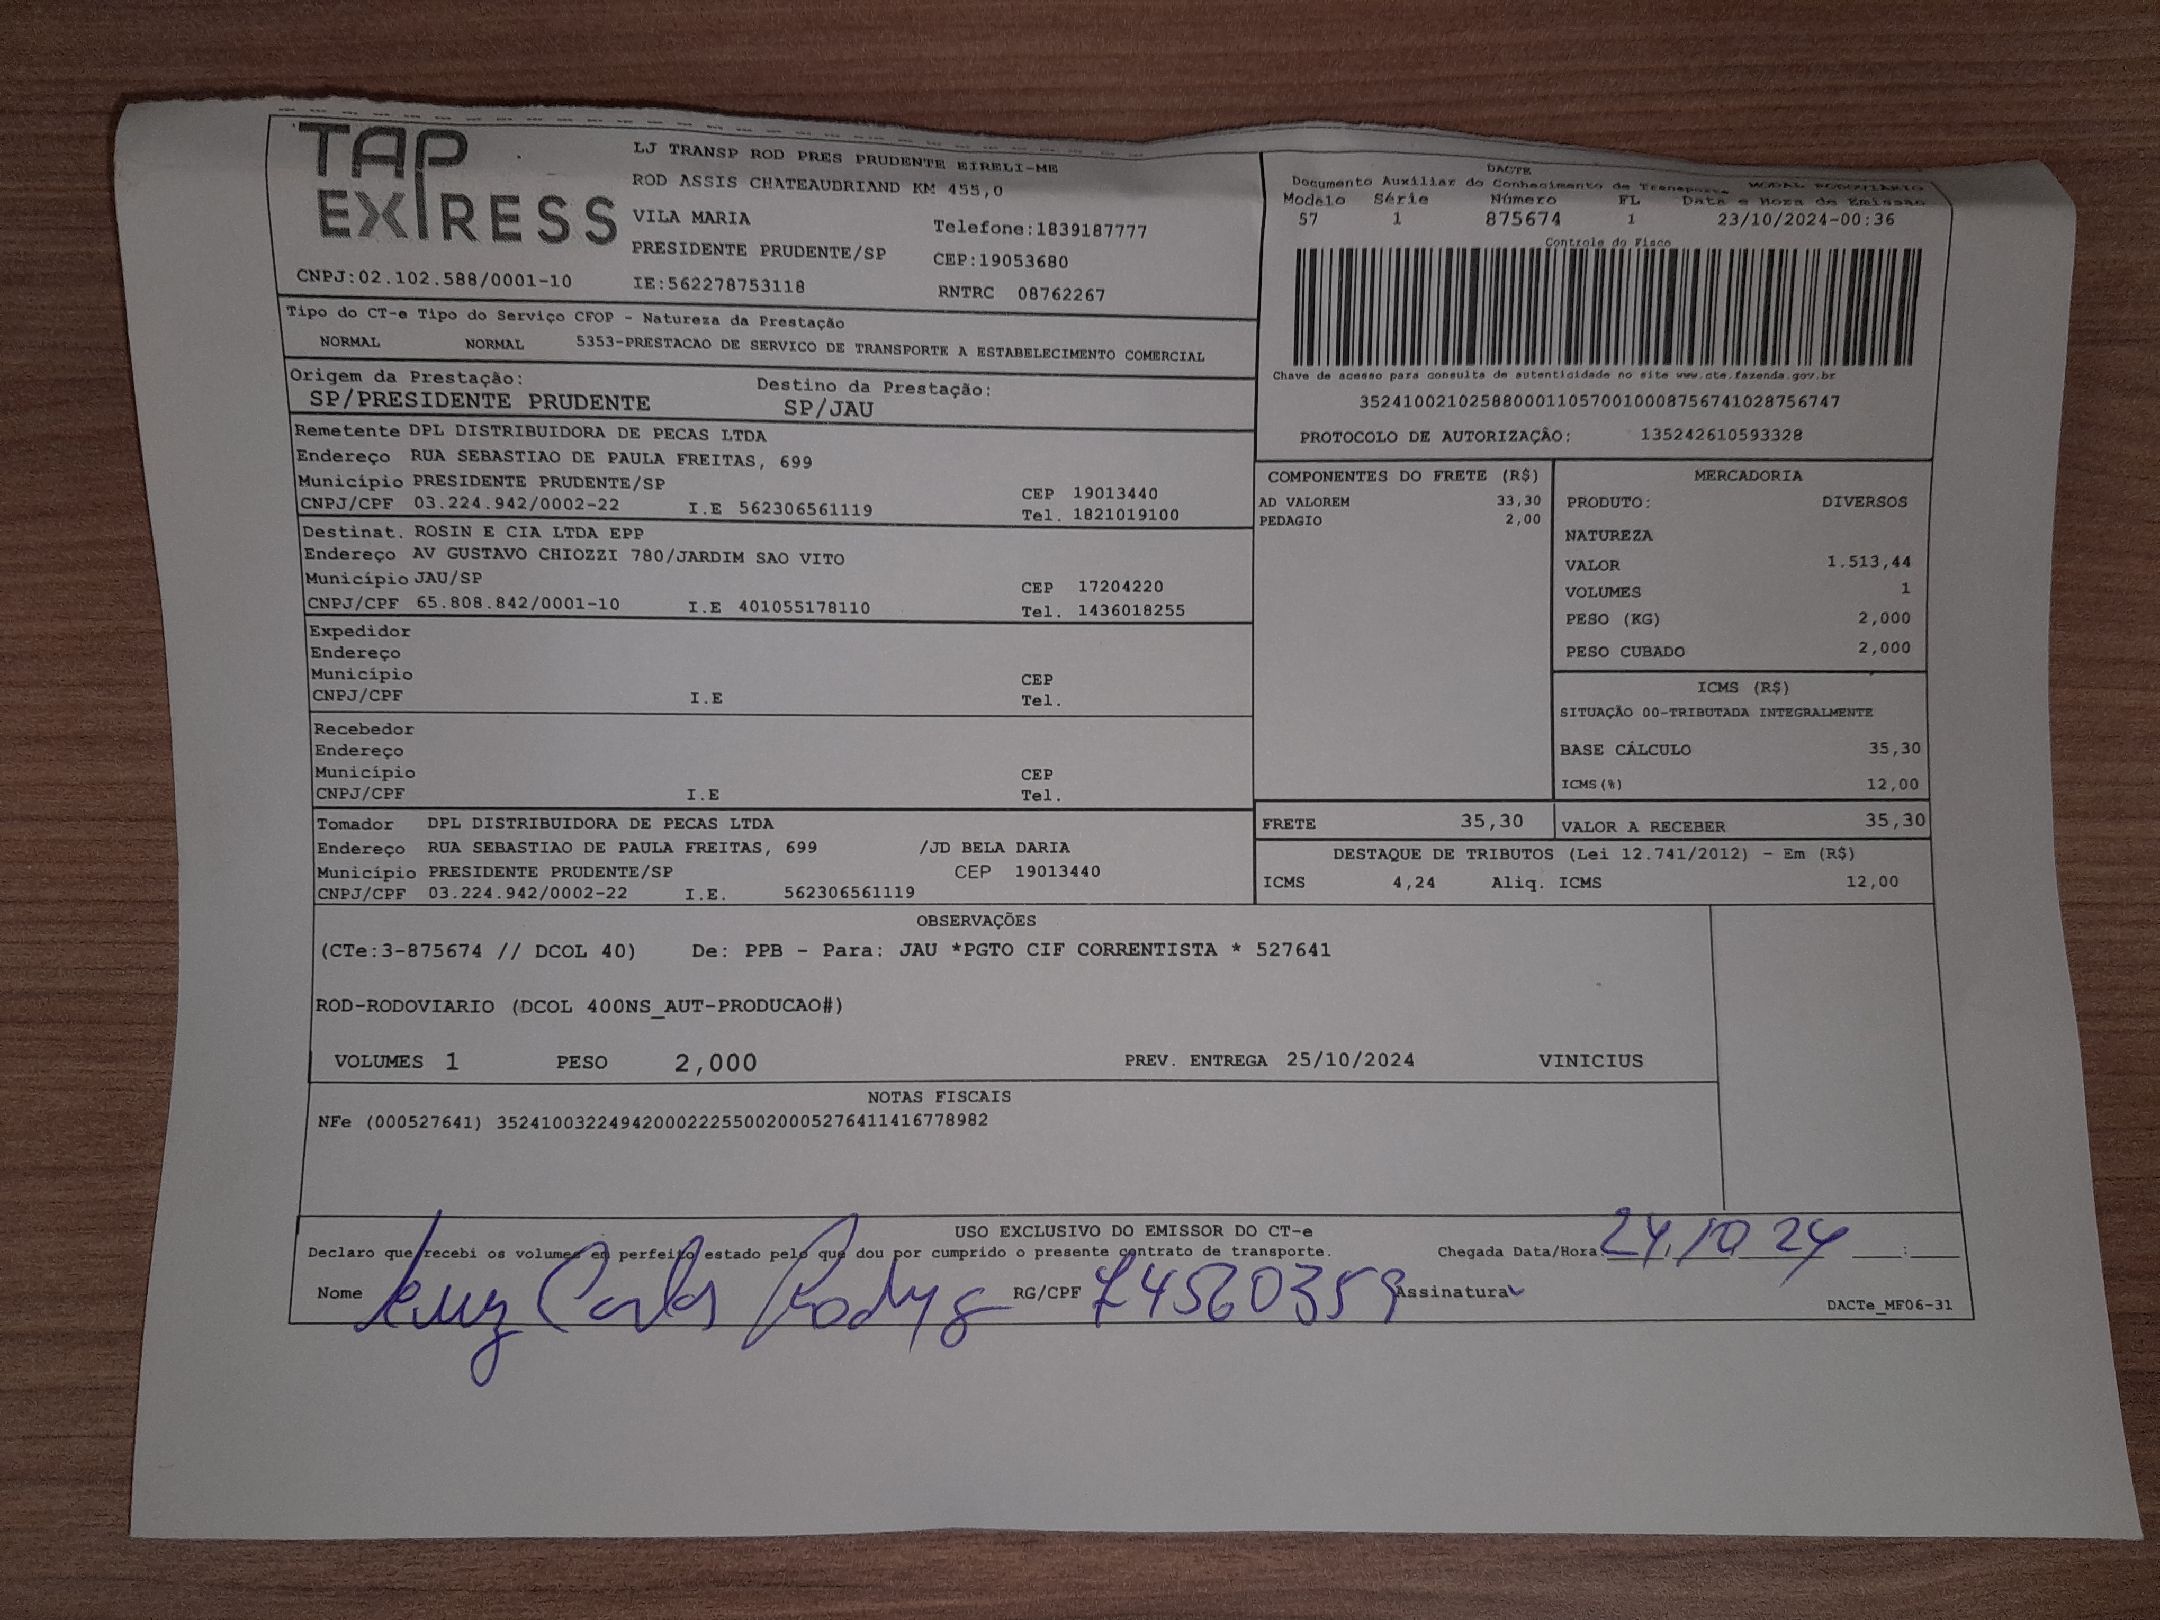 TAP
EXPRESS
LJ TRANSP ROD PRES PRUDENTE EIRELI-ME
ROD ASSIS CHATEAUBRIAND KM 455,0
VILA MARIA Telefone:1839187777
PRESIDENTE PRUDENTE/SP CEP:19053680
CNPJ:02.102.588/0001-10 IE:562278753118 RNTRC 08762267
DACTE
Documento Auxiliar do Conhecimento de Transporte MODAL RODOVIÁRIO
Modelo Série Número FL Data e Hora de Emissão
57 1 875674 1 23/10/2024-00:36
Controle do Fisco
Chave de acesso para consulta de autenticidade no site www.cte.fazenda.gov.br
35241002102588000110570010008756741028756747
PROTOCOLO DE AUTORIZAÇÃO: 135242610593328
Tipo do CT-e Tipo do Serviço CFOP - Natureza da Prestação
NORMAL NORMAL 5353-PRESTACAO DE SERVICO DE TRANSPORTE A ESTABELECIMENTO COMERCIAL
Origem da Prestação: Destino da Prestação:
SP/PRESIDENTE PRUDENTE SP/JAU
Remetente DPL DISTRIBUIDORA DE PECAS LTDA
Endereço RUA SEBASTIAO DE PAULA FREITAS, 699
Município PRESIDENTE PRUDENTE/SP CEP 19013440
CNPJ/CPF 03.224.942/0002-22 I.E 562306561119 Tel. 1821019100
Destinat. ROSIN E CIA LTDA EPP
Endereço AV GUSTAVO CHIOZZI 780/JARDIM SAO VITO
Município JAU/SP CEP 17204220
CNPJ/CPF 65.808.842/0001-10 I.E 401055178110 Tel. 1436018255
Expedidor
Endereço
Município CEP
CNPJ/CPF I.E Tel.
Recebedor
Endereço
Município CEP
CNPJ/CPF I.E Tel.
Tomador DPL DISTRIBUIDORA DE PECAS LTDA
Endereço RUA SEBASTIAO DE PAULA FREITAS, 699 /JD BELA DARIA
Município PRESIDENTE PRUDENTE/SP CEP 19013440
CNPJ/CPF 03.224.942/0002-22 I.E. 562306561119
COMPONENTES DO FRETE (R$)
AD VALOREM 33,30
PEDAGIO 2,00
MERCADORIA
PRODUTO: DIVERSOS
NATUREZA
VALOR 1.513,44
VOLUMES 1
PESO (KG) 2,000
PESO CUBADO 2,000
ICMS (R$)
SITUAÇÃO 00-TRIBUTADA INTEGRALMENTE
BASE CÁLCULO 35,30
ICMS(%) 12,00
FRETE 35,30 VALOR A RECEBER 35,30
DESTAQUE DE TRIBUTOS (Lei 12.741/2012) - Em (R$)
ICMS 4,24 Aliq. ICMS 12,00
OBSERVAÇÕES
(CTe:3-875674 // DCOL 40) De: PPB - Para: JAU *PGTO CIF CORRENTISTA * 527641
ROD-RODOVIARIO (DCOL 400NS_AUT-PRODUCAO#)
VOLUMES 1 PESO 2,000 PREV. ENTREGA 25/10/2024 VINICIUS
NOTAS FISCAIS
NFe (000527641) 35241003224942000222550020005276411416778982
USO EXCLUSIVO DO EMISSOR DO CT-e
Declaro que recebi os volumes em perfeito estado pelo que dou por cumprido o presente contrato de transporte. Chegada Data/Hora: 24/10 24 :
Nome Carlos RG/CPF Assinatura
DACTe_MF06-31